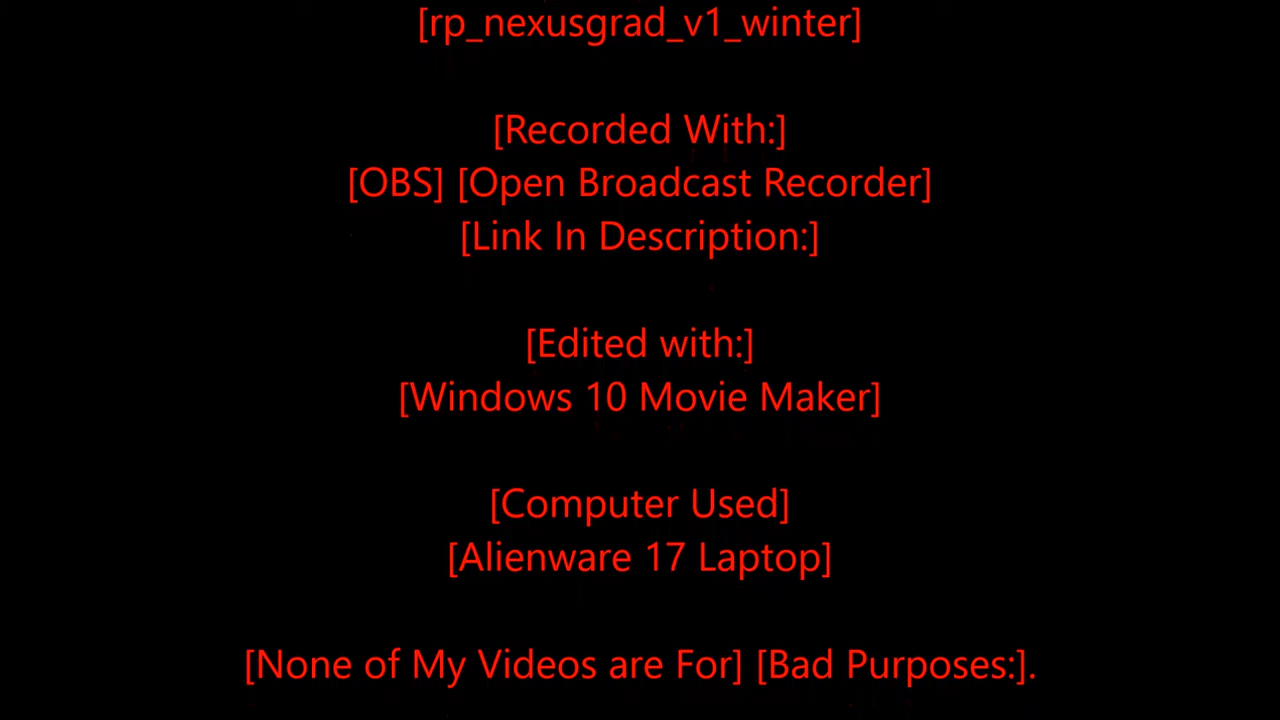 [rp_nexusgrad_v1_winter]
[Recorded With:]
[OBS] [Open Broadcast Recorder]
[Link In Description:]
[Edited with:]
[Windows 10 Movie Maker]
[Computer Used]
[Alienware 17 Laptop]
[None of My Videos are For] [Bad Purposes:].